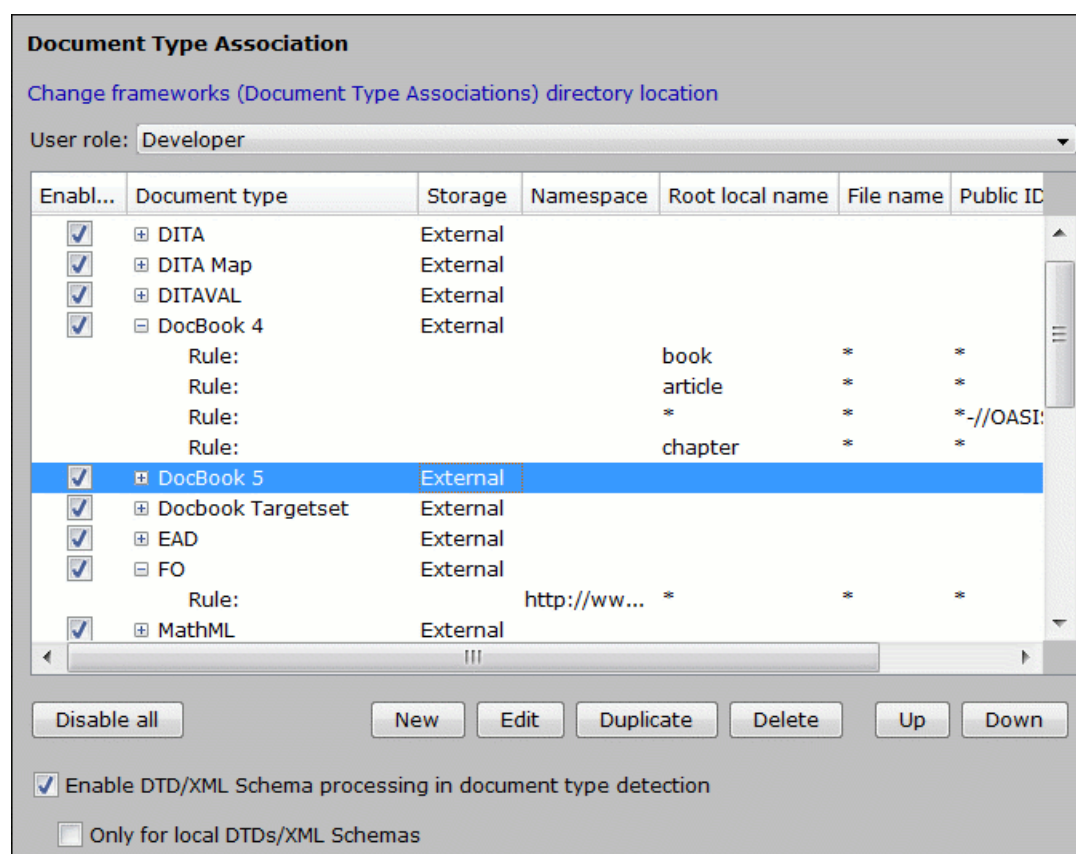 Document Type Association
Change frameworks (Document Type Associations) directory location
User role: Developer
Enabl... Document type Storage Namespace Root local name File name Public ID
DITA External
DITA Map External
DITAVAL External
DocBook 4 External
Rule: book * *
Rule: article * *
Rule: * * *-//OASIS
Rule: chapter * *
DocBook 5 External
Docbook Targetset External
EAD External
FO External
Rule: http://ww... * * *
MathML External
Disable all New Edit Duplicate Delete Up Down
Enable DTD/XML Schema processing in document type detection
Only for local DTDs/XML Schemas